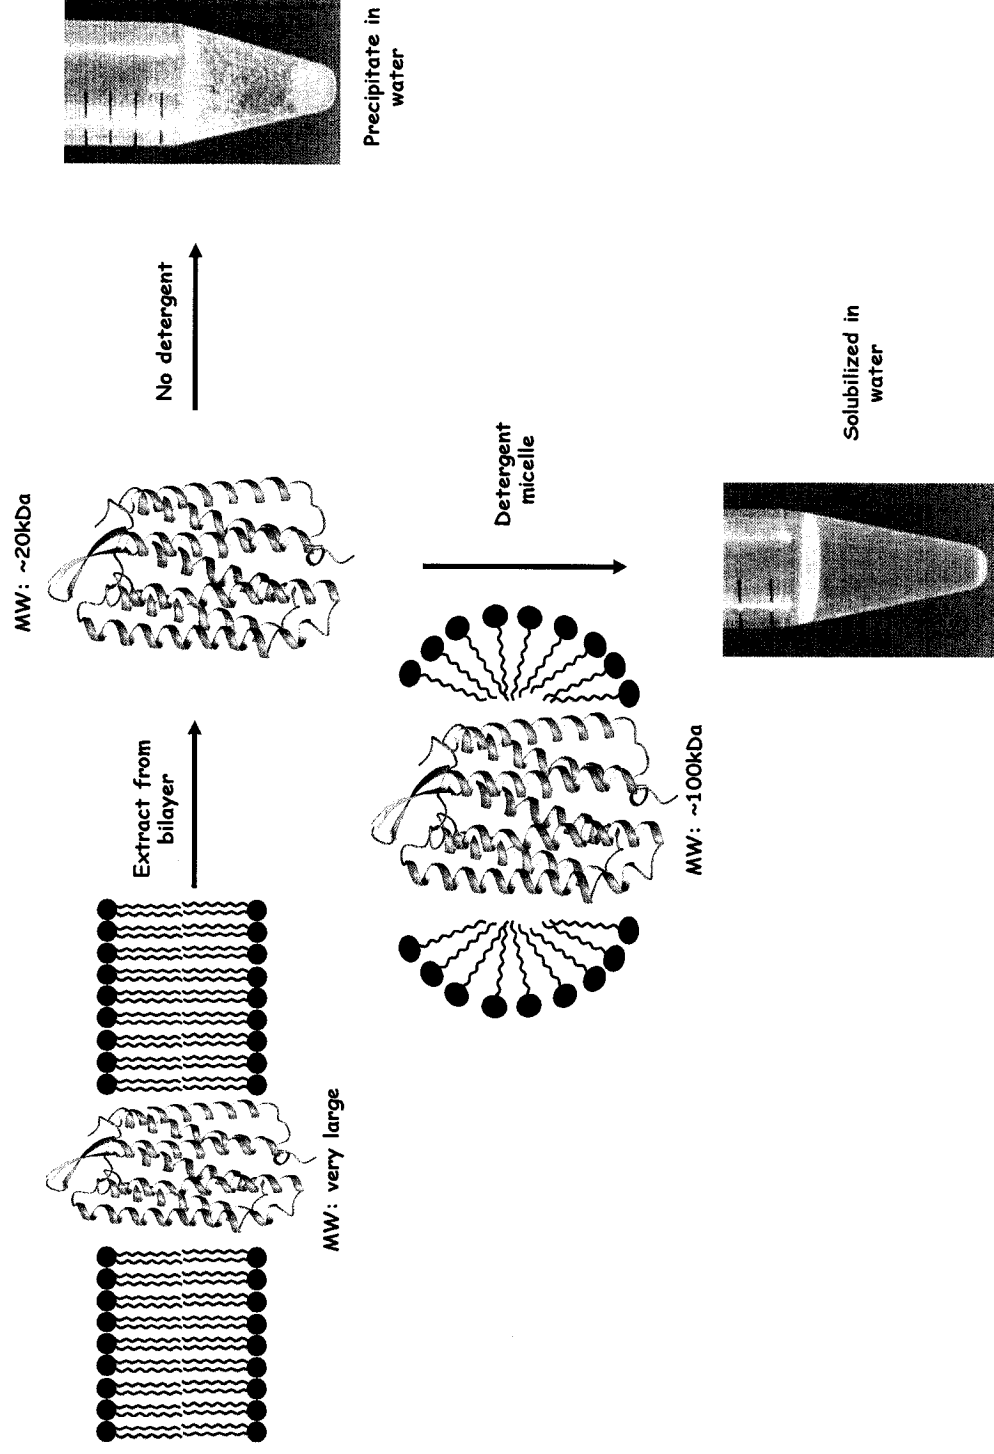 MW: very large
Extract from
bilayer
MW: ~20kDa
No detergent
Precipitate in
water
MW: ~100kDa
Detergent
micelle
Solubilized in
water